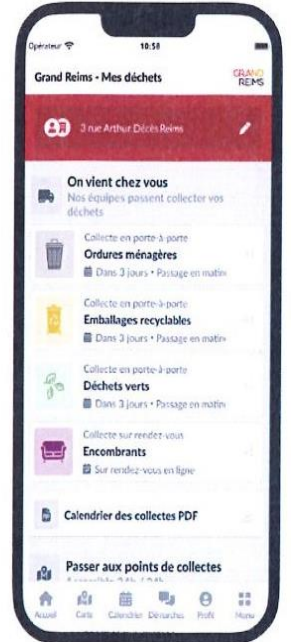 Opérateur
10:58
Grand Reims - Mes déchets
GRAND
REIMS
3 rue Arthur Décès Reims
On vient chez vous
Nos équipes passent collecter vos
déchets
Collecte en porte-à-porte
Ordures ménagères
Dans 3 jours • Passage en matin
Collecte en porte-à-porte
Emballages recyclables
Dans 3 jours • Passage en matin
Collecte en porte-à-porte
Déchets verts
Dans 3 jours • Passage en matin
Collecte sur rendez-vous
Encombrants
Sur rendez-vous en ligne
Calendrier des collectes PDF
Passer aux points de collectes
Accueil Carte Calendrier Démarches Profil Menu